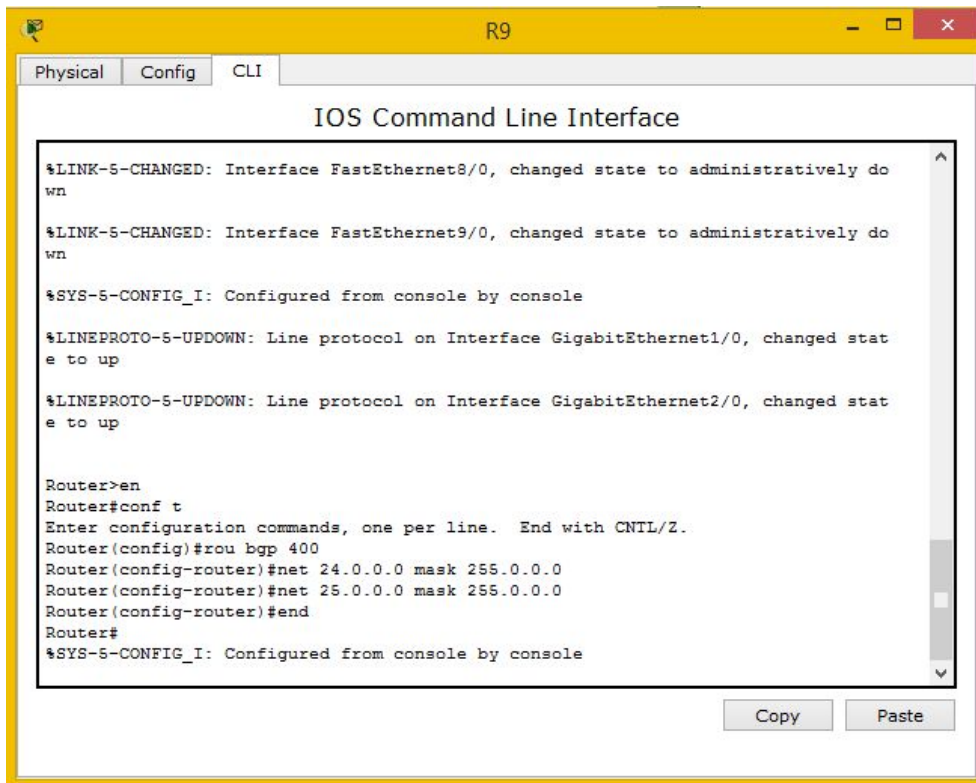 R9
Physical Config CLI
IOS Command Line Interface
%LINK-5-CHANGED: Interface FastEthernet8/0, changed state to administratively do
wn
%LINK-5-CHANGED: Interface FastEthernet9/0, changed state to administratively do
wn
%SYS-5-CONFIG_I: Configured from console by console
%LINEPROTO-5-UPDOWN: Line protocol on Interface GigabitEthernet1/0, changed stat
e to up
%LINEPROTO-5-UPDOWN: Line protocol on Interface GigabitEthernet2/0, changed stat
e to up
Router>en
Router#conf t
Enter configuration commands, one per line.  End with CNTL/Z.
Router(config)#rou bgp 400
Router(config-router)#net 24.0.0.0 mask 255.0.0.0
Router(config-router)#net 25.0.0.0 mask 255.0.0.0
Router(config-router)#end
Router#
%SYS-5-CONFIG_I: Configured from console by console
Copy Paste